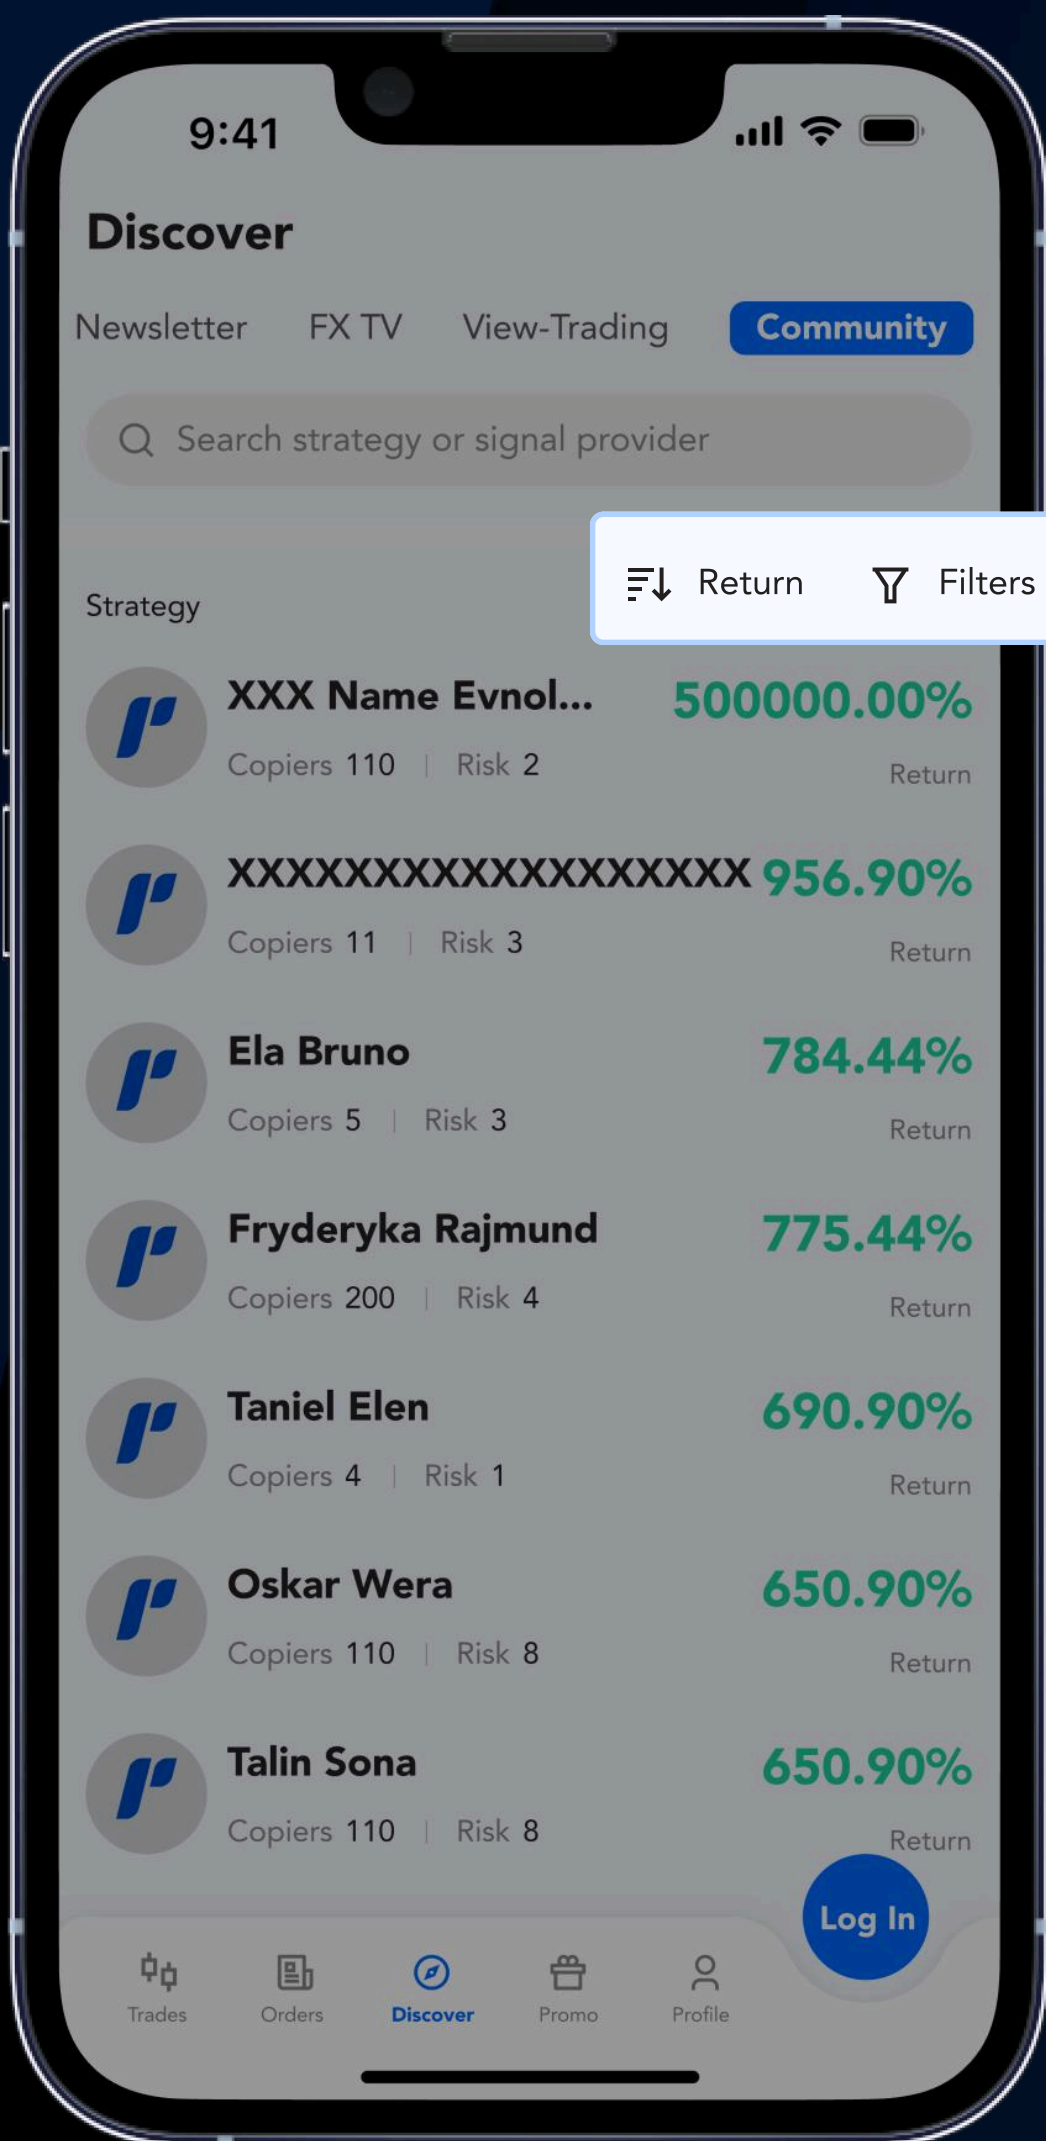 9:41
Discover
Newsletter FX TV View-Trading Community
Search strategy or signal provider
Return Filters
Strategy
XXX Name Evnol... 500000.00%
Copiers 110 | Risk 2 Return
XXXXXXXXXXXXXXXXXX 956.90%
Copiers 11 | Risk 3 Return
Ela Bruno 784.44%
Copiers 5 | Risk 3 Return
Fryderyka Rajmund 775.44%
Copiers 200 | Risk 4 Return
Taniel Elen 690.90%
Copiers 4 | Risk 1 Return
Oskar Wera 650.90%
Copiers 110 | Risk 8 Return
Talin Sona 650.90%
Copiers 110 | Risk 8 Return
Log In
Trades Orders Discover Promo Profile